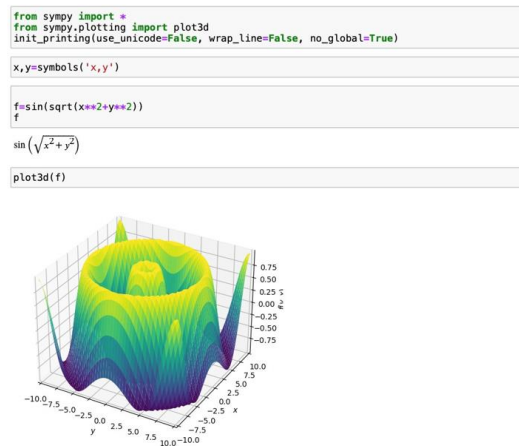 from sympy import *
from sympy.plotting import plot3d
init_printing(use_unicode=False, wrap_line=False, no_global=True)
x,y=symbols('x,y')
f=sin(sqrt(x**2+y**2))
f
sin(√x²+y²)
plot3d(f)
0.75
0.50
0.25
0.00
−0.25
−0.50
−0.75
10.0
7.5
5.0
2.5
0.0
−2.5
−5.0
−7.5
−10.0
x
−10.0
−7.5
−5.0
−2.5
0.0
2.5
5.0
7.5
10.0
y